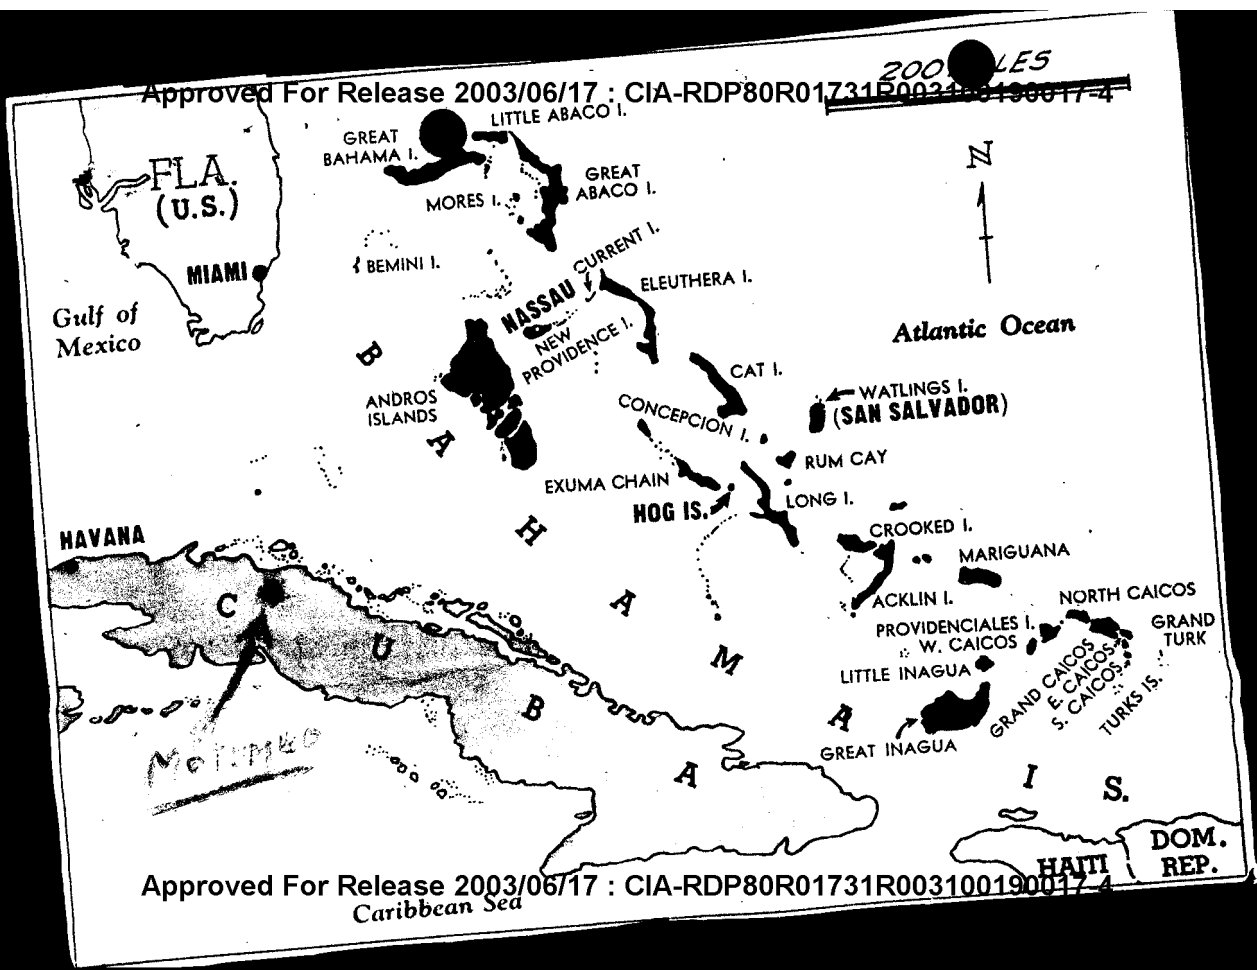 200 LES
Approved For Release 2003/06/17 : CIA-RDP80R01731R003100190017-4
LITTLE ABACO I.
GREAT
BAHAMA I.
N
FLA.
(U.S.)
GREAT
ABACO I.
MORES I.
CURRENT I.
BEMINI I.
MIAMI
ELEUTHERA I.
NASSAU
Gulf of
Mexico
NEW
PROVIDENCE I.
Atlantic Ocean
CAT I.
WATLINGS I.
(SAN SALVADOR)
ANDROS
ISLANDS
CONCEPCION I.
RUM CAY
EXUMA CHAIN
LONG I.
HOG IS.
CROOKED I.
HAVANA
MARIGUANA
ACKLIN I.
NORTH CAICOS
PROVIDENCIALES I.
W. CAICOS
GRAND
TURK
LITTLE INAGUA
GRAND CAICOS
E. CAICOS
S. CAICOS
TURKS IS.
GREAT INAGUA
BAHAMA IS.
CUBA
HAITI
DOM.
REP.
Approved For Release 2003/06/17 : CIA-RDP80R01731R003100190017-4
Caribbean Sea